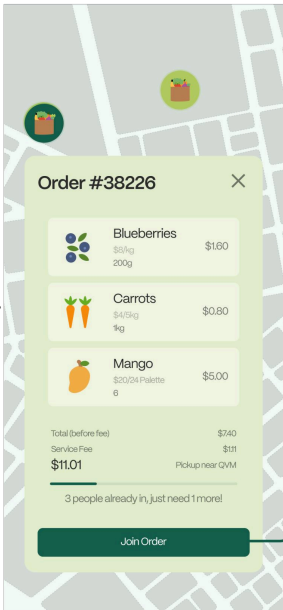 Order #38226
Blueberries
$8/kg
200g
$1.60
Carrots
$4/5kg
1kg
$0.80
Mango
$20/24 Palette
6
$5.00
Total (before fee) $7.40
Service Fee $1.11
$11.01 Pickup near QVM
3 people already in, just need 1 more!
Join Order